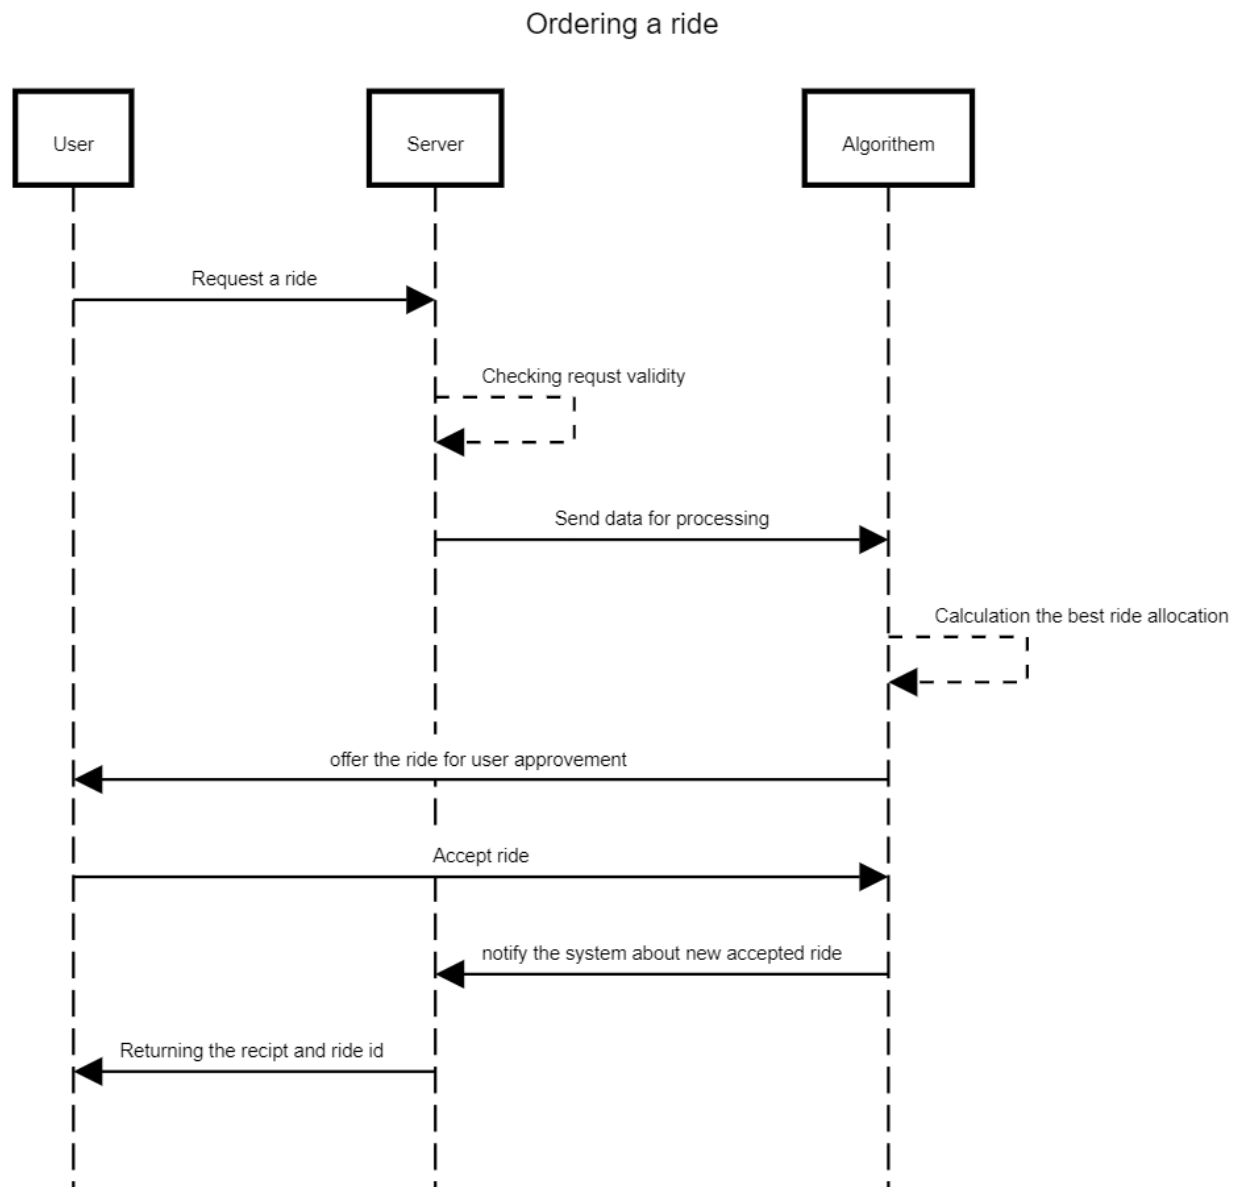 Ordering a ride
User
Server
Algorithem
Request a ride
Checking requst validity
Send data for processing
Calculation the best ride allocation
offer the ride for user approvement
Accept ride
notify the system about new accepted ride
Returning the recipt and ride id